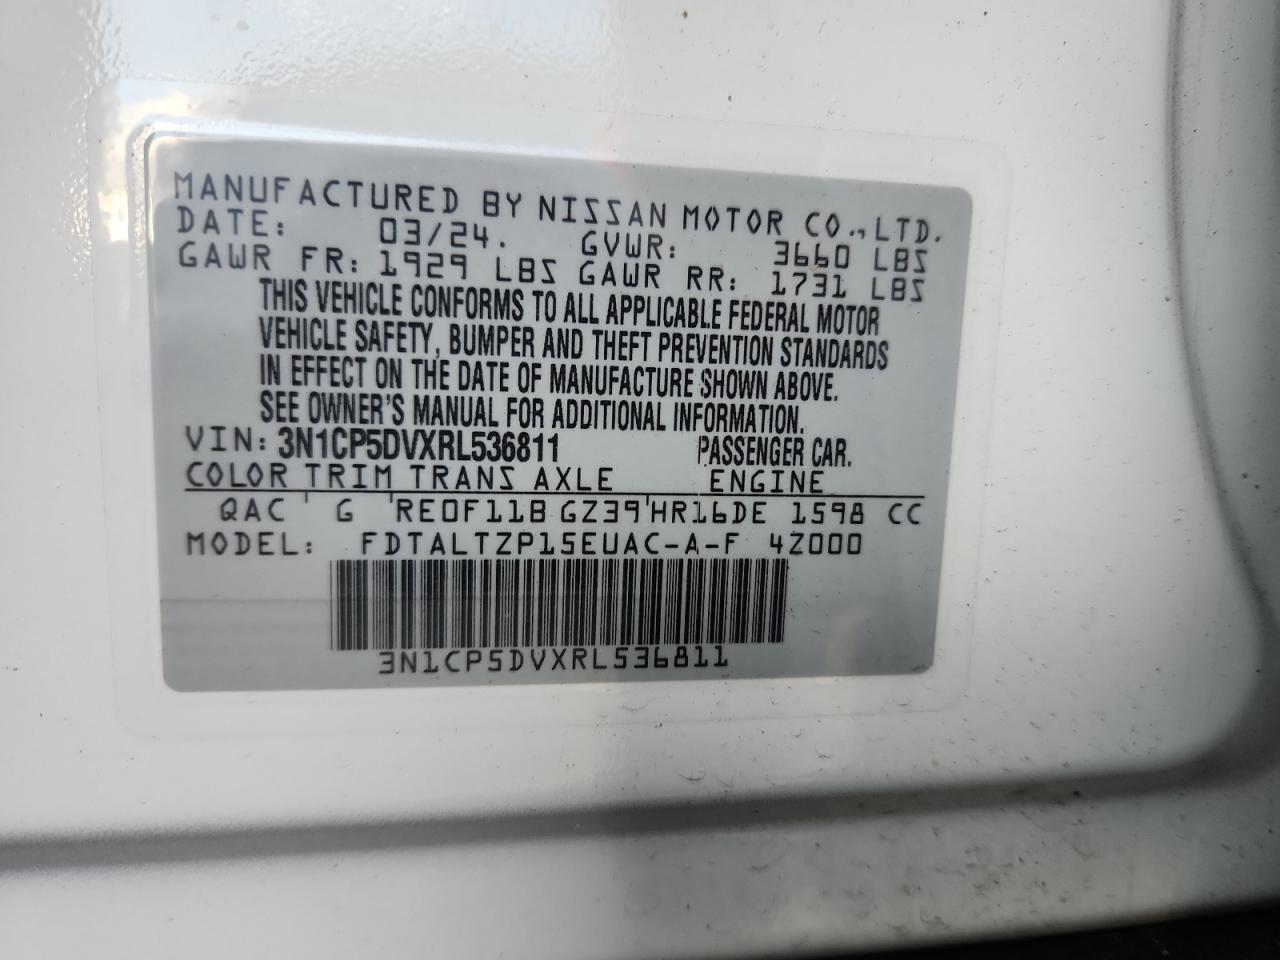 MANUFACTURED BY NISSAN MOTOR CO., LTD.
DATE: 03/24. GVWR: 3660 LBS
GAWR FR: 1929 LBS GAWR RR: 1731 LBS
THIS VEHICLE CONFORMS TO ALL APPLICABLE FEDERAL MOTOR
VEHICLE SAFETY, BUMPER AND THEFT PREVENTION STANDARDS
IN EFFECT ON THE DATE OF MANUFACTURE SHOWN ABOVE.
SEE OWNER'S MANUAL FOR ADDITIONAL INFORMATION.
VIN: 3N1CP5DVXRL536811 PASSENGER CAR.
COLOR TRIM TRANS AXLE ENGINE
QAC ' G ' RE0F11B GZ39'HR16DE 1598 CC
MODEL: FDTALTZP15EUAC-A-F 4Z000
3N1CP5DVXRL536811